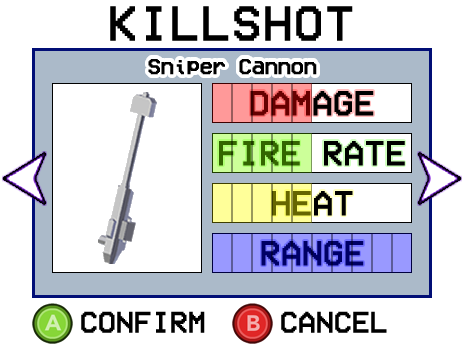 KILLSHOT
Sniper Cannon
DAMAGE
FIRE RATE
HEAT
RANGE
A CONFIRM B CANCEL